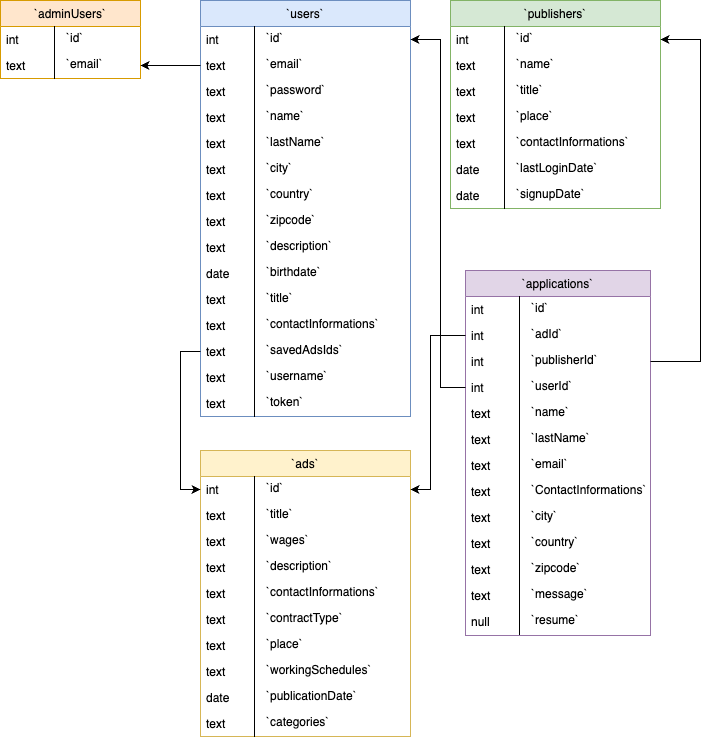 `adminUsers`
int `id`
text `email`
`users`
int `id`
text `email`
text `password`
text `name`
text `lastName`
text `city`
text `country`
text `zipcode`
text `description`
date `birthdate`
text `title`
text `contactInformations`
text `savedAdsIds`
text `username`
text `token`
`publishers`
int `id`
text `name`
text `title`
text `place`
text `contactInformations`
date `lastLoginDate`
date `signupDate`
`applications`
int `id`
int `adId`
int `publisherId`
int `userId`
text `name`
text `lastName`
text `email`
text `ContactInformations`
text `city`
text `country`
text `zipcode`
text `message`
null `resume`
`ads`
int `id`
text `title`
text `wages`
text `description`
text `contactInformations`
text `contractType`
text `place`
text `workingSchedules`
date `publicationDate`
text `categories`